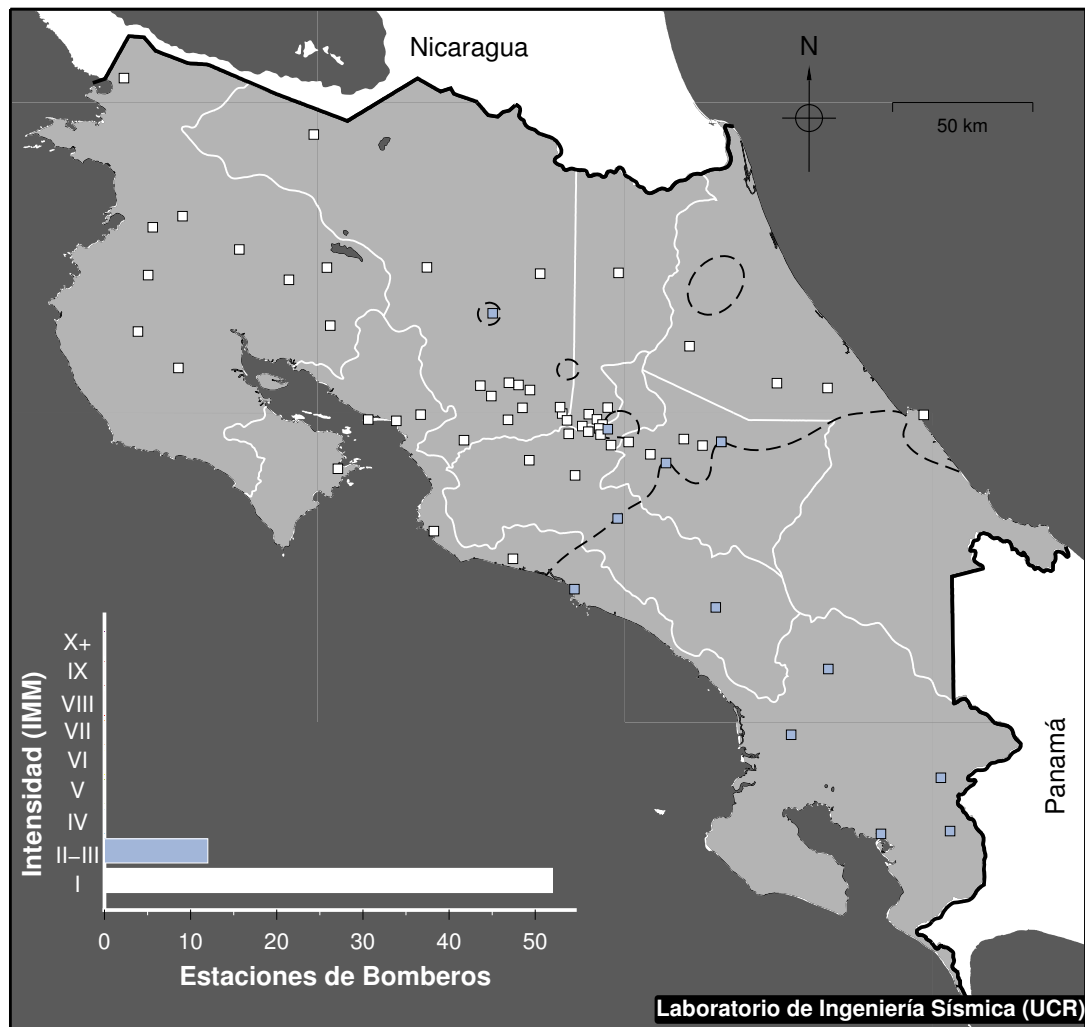 Nicaragua
N
50 km
Panamá
Intensidad (IMM)
X+
IX
VIII
VII
VI
V
IV
II−III
I
0 10 20 30 40 50
Estaciones de Bomberos
Laboratorio de Ingeniería Sísmica (UCR)